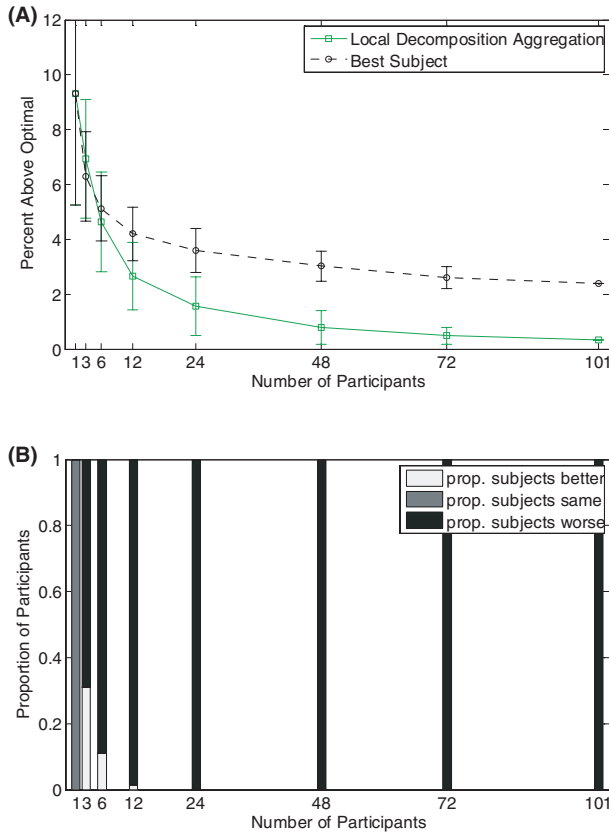 (A)
12
10
8
6
4
2
0
Percent Above Optimal
Local Decomposition Aggregation
Best Subject
1 3 6 12 24 48 72 101
Number of Participants
(B)
1
0.8
0.6
0.4
0.2
0
Proportion of Participants
prop. subjects better
prop. subjects same
prop. subjects worse
1 3 6 12 24 48 72 101
Number of Participants